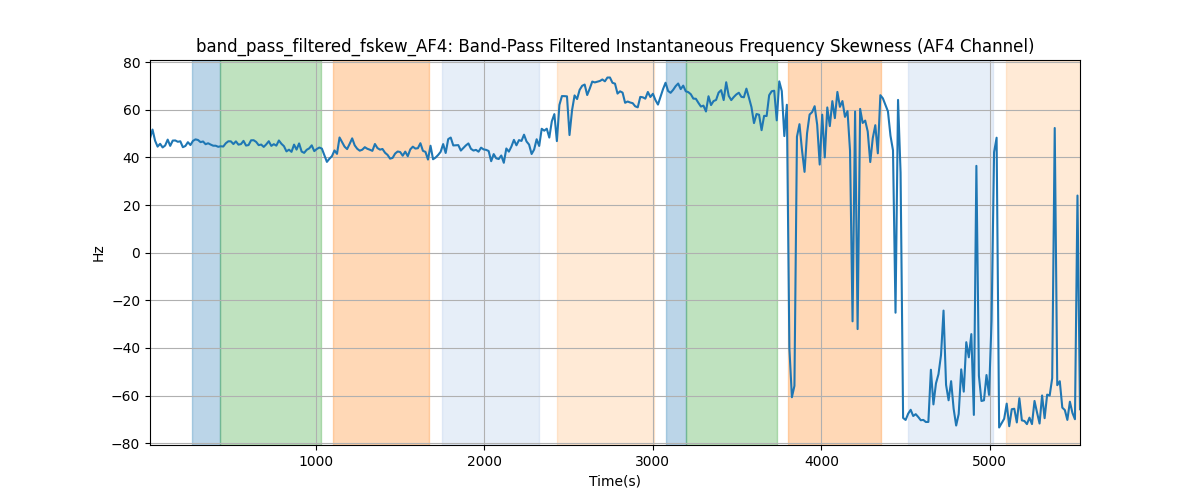 band_pass_filtered_fskew_AF4: Band-Pass Filtered Instantaneous Frequency Skewness (AF4 Channel)
80
60
40
20
0
−20
−40
−60
−80
Hz
1000 2000 3000 4000 5000
Time(s)